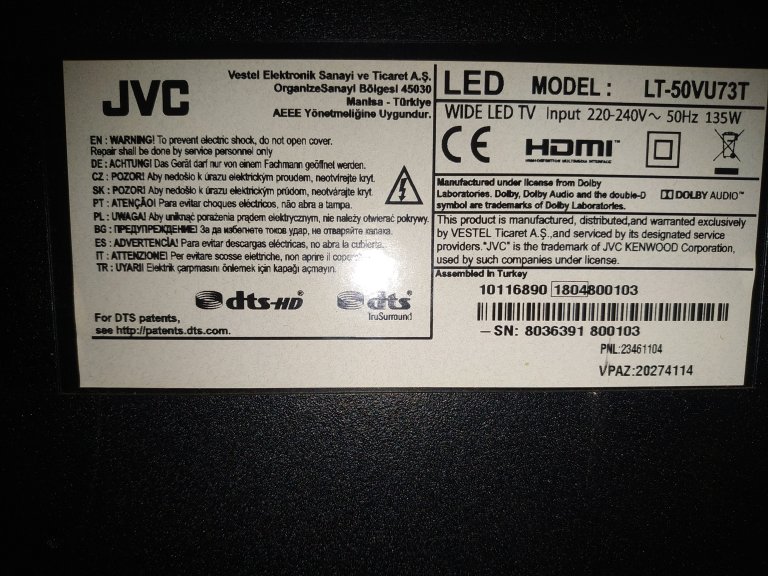 JVC
Vestel Elektronik Sanayi ve Ticaret A.Ş.
OrganizeSanayi Bölgesi 45030
Manisa - Türkiye
AEEE Yönetmeliğine Uygundur.
EN : WARNING! To prevent electric shock, do not open cover.
Repair shall be done by service personnel only
DE : ACHTUNG! Das Gerät darf nur von einem Fachmann geöffnet werden.
CZ : POZOR! Aby nedošlo k úrazu elektrickým proudem, neotvírejte kryt.
SK : POZOR! Aby nedošlo k úrazu elektrickým prúdom, neotvárajte kryt.
PT : ATENÇÃO! Para evitar choques eléctricos, não abra a tampa.
PL : UWAGA! Aby uniknąć porażenia prądem elektrycznym, nie należy otwierać pokrywy.
BG : ПРЕДУПРЕЖДЕНИЕ! За да избегнете токов удар, не отваряйте капака.
ES : ADVERTENCIA! Para evitar descargas eléctricas, no abra la cubierta.
IT : ATTENZIONE! Per evitare scosse elettriche, non aprire il coperchio.
TR : UYARI! Elektrik çarpmasını önlemek için kapağı açmayın.
dts-HD
dts
TruSurround
For DTS patents,
see http://patents.dts.com.
LED MODEL : LT-50VU73T
WIDE LED TV Input 220-240V~ 50Hz 135W
CE HDMI™
HIGH-DEFINITION MULTIMEDIA INTERFACE
Manufactured under license from Dolby
Laboratories. Dolby, Dolby Audio and the double-D
symbol are trademarks of Dolby Laboratories.
DOLBY AUDIO™
This product is manufactured, distributed,and warranted exclusively
by VESTEL Ticaret A.Ş.,and serviced by its designated service
providers."JVC" is the trademark of JVC KENWOOD Corporation,
used by such companies under license.
Assembled in Turkey
10116890 1804800103
-SN: 8036391 800103
PNL:23461104
VPAZ:20274114